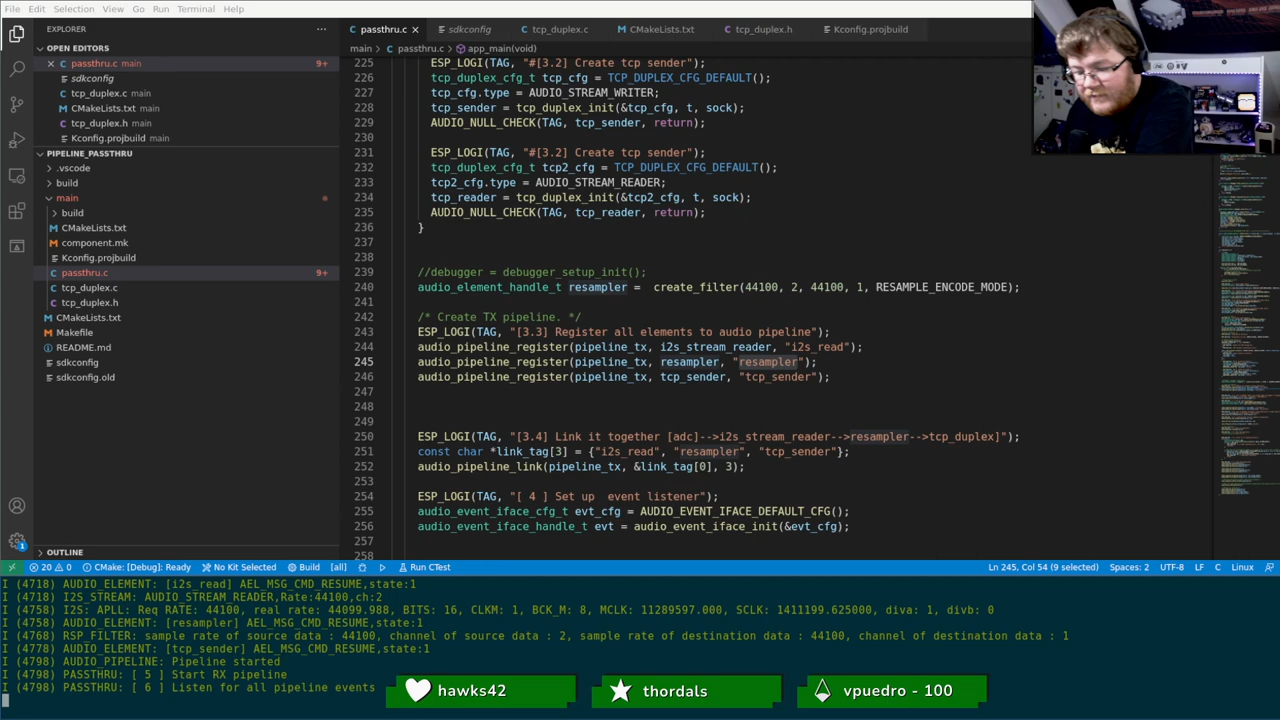 File Edit Selection View Go Run Terminal Help
EXPLORER
OPEN EDITORS
passthru.c main 9+
sdkconfig
tcp_duplex.c main
CMakeLists.txt main
tcp_duplex.h main
Kconfig.projbuild main
PIPELINE_PASSTHRU
.vscode
build
main
build
CMakeLists.txt
component.mk
Kconfig.projbuild
passthru.c 9+
tcp_duplex.c
tcp_duplex.h
CMakeLists.txt
Makefile
README.md
sdkconfig
sdkconfig.old
OUTLINE
passthru.c sdkconfig tcp_duplex.c CMakeLists.txt tcp_duplex.h Kconfig.projbuild
main > passthru.c > app_main(void)
225 ESP_LOGI(TAG, "#[3.2] Create tcp sender");
226 tcp_duplex_cfg_t tcp_cfg = TCP_DUPLEX_CFG_DEFAULT();
227 tcp_cfg.type = AUDIO_STREAM_WRITER;
228 tcp_sender = tcp_duplex_init(&tcp_cfg, t, sock);
229 AUDIO_NULL_CHECK(TAG, tcp_sender, return);
230
231 ESP_LOGI(TAG, "#[3.2] Create tcp sender");
232 tcp_duplex_cfg_t tcp2_cfg = TCP_DUPLEX_CFG_DEFAULT();
233 tcp2_cfg.type = AUDIO_STREAM_READER;
234 tcp_reader = tcp_duplex_init(&tcp2_cfg, t, sock);
235 AUDIO_NULL_CHECK(TAG, tcp_reader, return);
236 }
237
238
239 //debugger = debugger_setup_init();
240 audio_element_handle_t resampler =  create_filter(44100, 2, 44100, 1, RESAMPLE_ENCODE_MODE);
241
242 /* Create TX pipeline. */
243 ESP_LOGI(TAG, "[3.3] Register all elements to audio pipeline");
244 audio_pipeline_register(pipeline_tx, i2s_stream_reader, "i2s_read");
245 audio_pipeline_register(pipeline_tx, resampler, "resampler");
246 audio_pipeline_register(pipeline_tx, tcp_sender, "tcp_sender");
247
248
249
250 ESP_LOGI(TAG, "[3.4] Link it together [adc]-->i2s_stream_reader-->resampler-->tcp_duplex]");
251 const char *link_tag[3] = {"i2s_read", "resampler", "tcp_sender"};
252 audio_pipeline_link(pipeline_tx, &link_tag[0], 3);
253
254 ESP_LOGI(TAG, "[ 4 ] Set up  event listener");
255 audio_event_iface_cfg_t evt_cfg = AUDIO_EVENT_IFACE_DEFAULT_CFG();
256 audio_event_iface_handle_t evt = audio_event_iface_init(&evt_cfg);
257
258
20 0 CMake: [Debug]: Ready No Kit Selected Build [all] Run CTest Ln 245, Col 54 (9 selected) Spaces: 2 UTF-8 LF C Linux
I (4718) AUDIO_ELEMENT: [i2s_read] AEL_MSG_CMD_RESUME,state:1
I (4718) I2S_STREAM: AUDIO_STREAM_READER,Rate:44100,ch:2
I (4758) I2S: APLL: Req RATE: 44100, real rate: 44099.988, BITS: 16, CLKM: 1, BCK_M: 8, MCLK: 11289597.000, SCLK: 1411199.625000, diva: 1, divb: 0
I (4758) AUDIO_ELEMENT: [resampler] AEL_MSG_CMD_RESUME,state:1
I (4768) RSP_FILTER: sample rate of source data : 44100, channel of source data : 2, sample rate of destination data : 44100, channel of destination data : 1
I (4778) AUDIO_ELEMENT: [tcp_sender] AEL_MSG_CMD_RESUME,state:1
I (4798) AUDIO_PIPELINE: Pipeline started
I (4798) PASSTHRU: [ 5 ] Start RX pipeline
I (4798) PASSTHRU: [ 6 ] Listen for all pipeline events
hawks42
thordals
vpuedro - 100